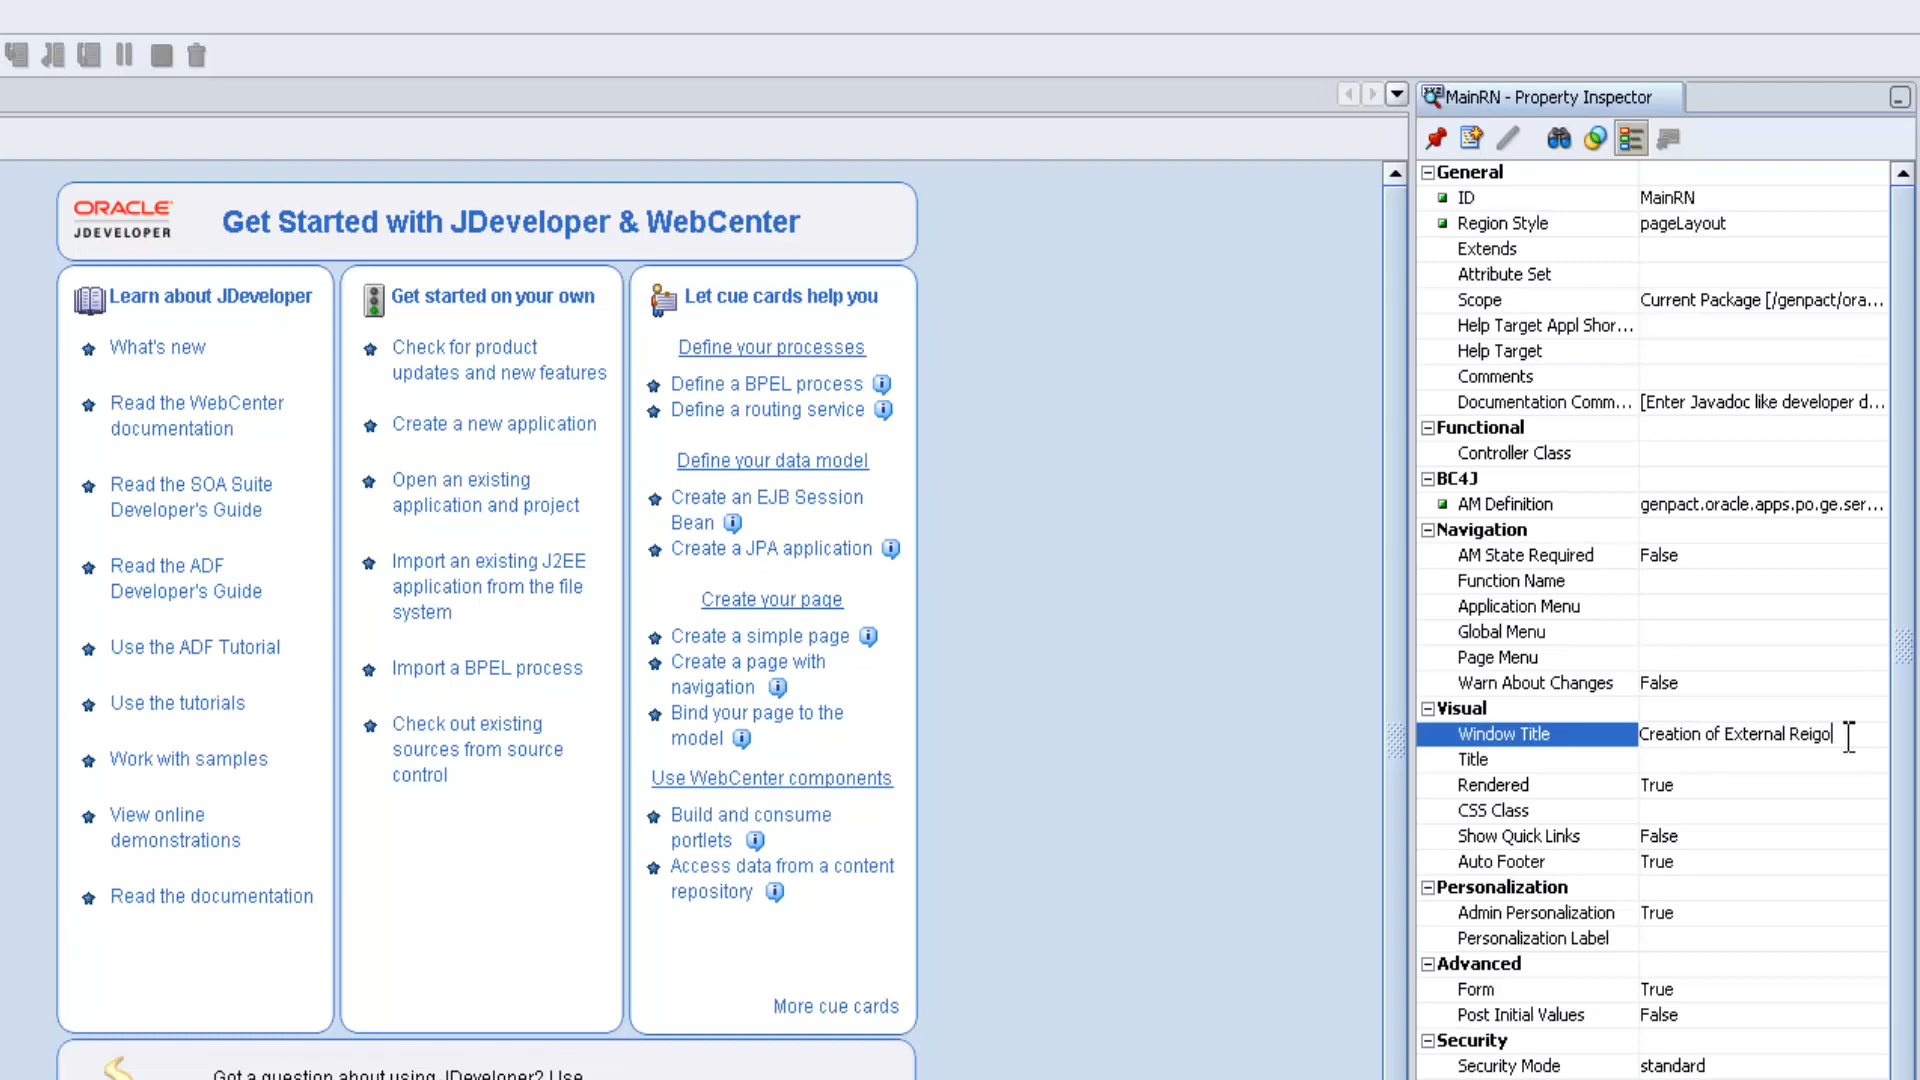 MainRN - Property Inspector
ORACLE
JDEVELOPER
Get Started with JDeveloper & WebCenter
Learn about JDeveloper
What's new
Read the WebCenter
documentation
Read the SOA Suite
Developer's Guide
Read the ADF
Developer's Guide
Use the ADF Tutorial
Use the tutorials
Work with samples
View online
demonstrations
Read the documentation
Get started on your own
Check for product
updates and new features
Create a new application
Open an existing
application and project
Import an existing J2EE
application from the file
system
Import a BPEL process
Check out existing
sources from source
control
Let cue cards help you
Define your processes
Define a BPEL process
Define a routing service
Define your data model
Create an EJB Session
Bean
Create a JPA application
Create your page
Create a simple page
Create a page with
navigation
Bind your page to the
model
Use WebCenter components
Build and consume
portlets
Access data from a content
repository
More cue cards
Got a question about using JDeveloper? Use
General
ID MainRN
Region Style pageLayout
Extends
Attribute Set
Scope Current Package [/genpact/ora...
Help Target Appl Shor...
Help Target
Comments
Documentation Comm... [Enter Javadoc like developer d...
Functional
Controller Class
BC4J
AM Definition genpact.oracle.apps.po.ge.ser...
Navigation
AM State Required False
Function Name
Application Menu
Global Menu
Page Menu
Warn About Changes False
Visual
Window Title Creation of External Reigo
Title
Rendered True
CSS Class
Show Quick Links False
Auto Footer True
Personalization
Admin Personalization True
Personalization Label
Advanced
Form True
Post Initial Values False
Security
Security Mode standard